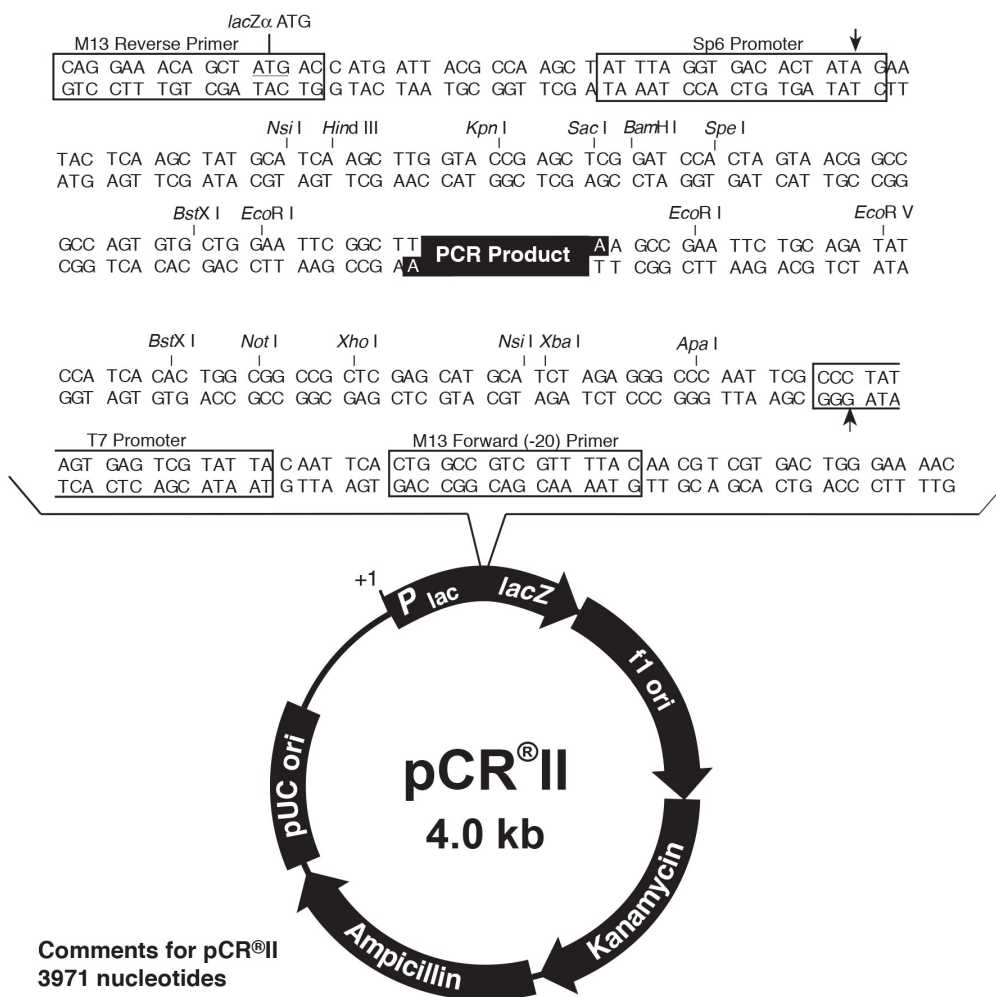 lacZα ATG
M13 Reverse Primer Sp6 Promoter
CAG GAA ACA GCT ATG AC C ATG ATT ACG CCA AGC T AT TTA GGT GAC ACT ATA G AA
GTC CTT TGT CGA TAC TG G TAC TAA TGC GGT TCG A TA AAT CCA CTG TGA TAT C TT
Nsi I Hind III Kpn I Sac I BamH I Spe I
TAC TCA AGC TAT GCA TCA AGC TTG GTA CCG AGC TCG GAT CCA CTA GTA ACG GCC
ATG AGT TCG ATA CGT AGT TCG AAC CAT GGC TCG AGC CTA GGT GAT CAT TGC CGG
BstX I EcoR I EcoR I EcoR V
GCC AGT GTG CTG GAA TTC GGC TT PCR Product A A GCC GAA TTC TGC AGA TAT
CGG TCA CAC GAC CTT AAG CCG A A T T CGG CTT AAG ACG TCT ATA
BstX I Not I Xho I Nsi I Xba I Apa I
CCA TCA CAC TGG CGG CCG CTC GAG CAT GCA TCT AGA GGG CCC AAT TCG CCC TAT
GGT AGT GTG ACC GCC GGC GAG CTC GTA CGT AGA TCT CCC GGG TTA AGC GGG ATA
T7 Promoter M13 Forward (-20) Primer
AGT GAG TCG TAT TA C AAT TCA CTG GCC GTC GTT TTA C AA CGT CGT GAC TGG GAA AAC
TCA CTC AGC ATA AT G TTA AGT GAC CGG CAG CAA AAT G TT GCA GCA CTG ACC CTT TTG
+1
P lac lacZ
f1 ori
pUC ori
pCR®II
4.0 kb
Kanamycin
Ampicillin
Comments for pCR®II
3971 nucleotides